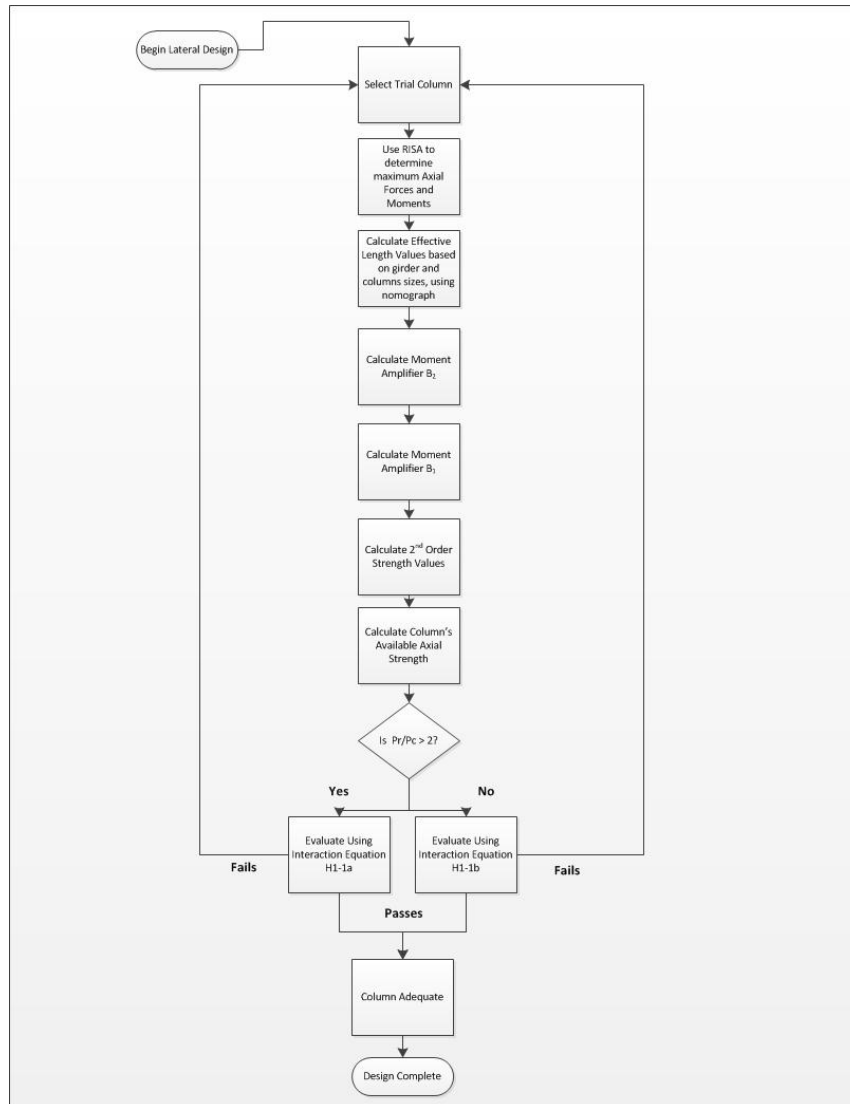 Begin Lateral Design
Select Trial Column
Use RISA to
determine
maximum Axial
Forces and
Moments
Calculate Effective
Length Values based
on girder and
columns sizes, using
nomograph
Calculate Moment
Amplifier B₂
Calculate Moment
Amplifier B₁
Calculate 2ⁿᵈ Order
Strength Values
Calculate Column's
Available Axial
Strength
Is Pr/Pc > 2?
Yes
No
Evaluate Using
Interaction Equation
H1-1a
Evaluate Using
Interaction Equation
H1-1b
Fails
Fails
Passes
Column Adequate
Design Complete